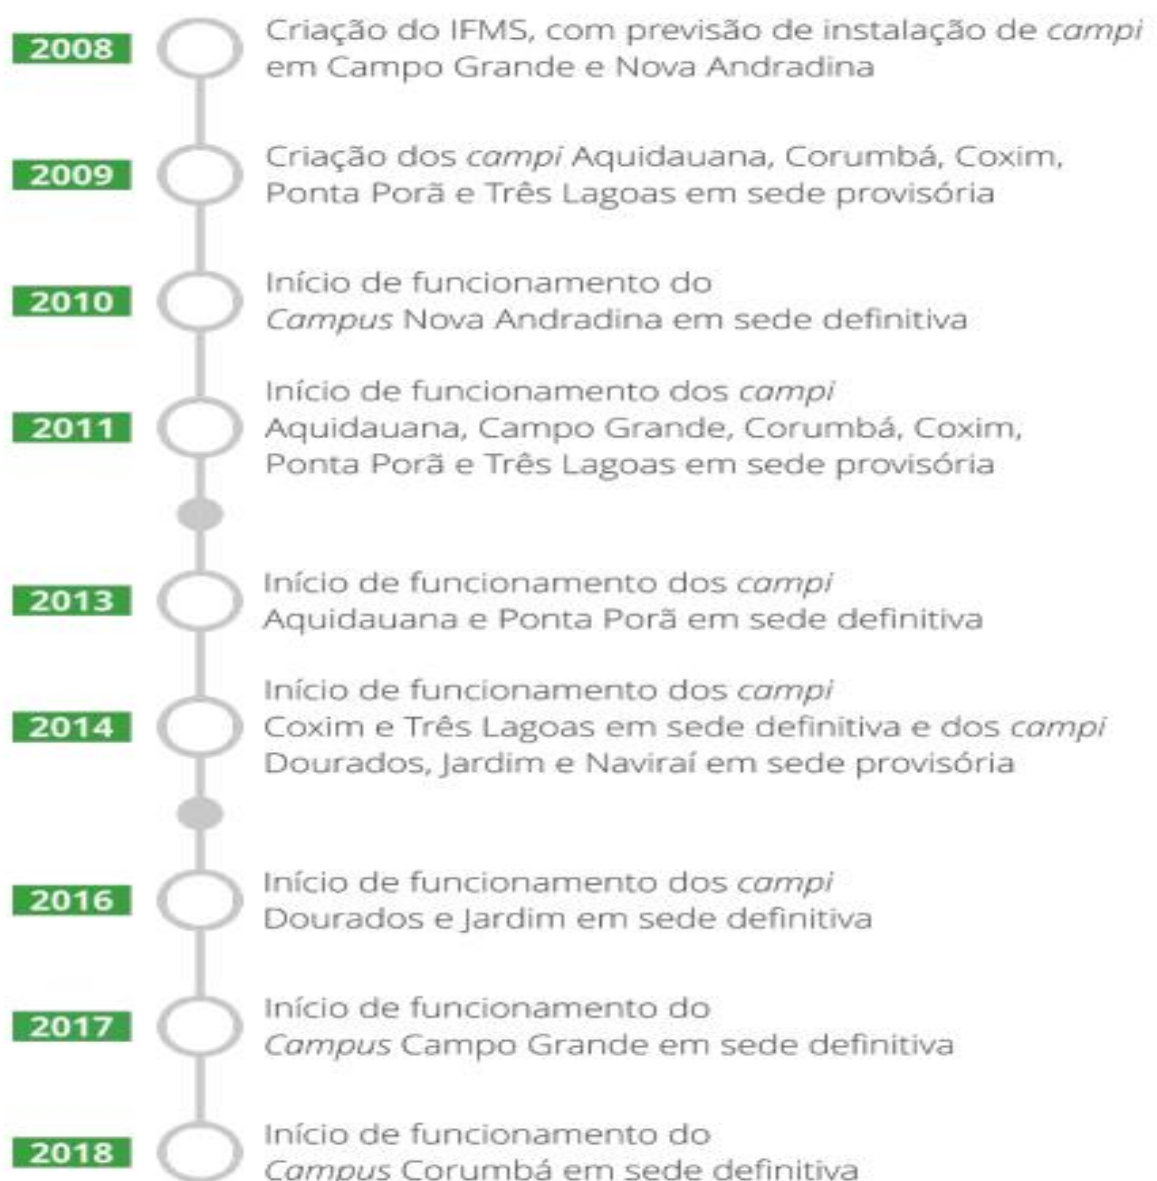 2008
Criação do IFMS, com previsão de instalação de campi
em Campo Grande e Nova Andradina
2009
Criação dos campi Aquidauana, Corumbá, Coxim,
Ponta Porã e Três Lagoas em sede provisória
2010
Início de funcionamento do
Campus Nova Andradina em sede definitiva
2011
Início de funcionamento dos campi
Aquidauana, Campo Grande, Corumbá, Coxim,
Ponta Porã e Três Lagoas em sede provisória
2013
Início de funcionamento dos campi
Aquidauana e Ponta Porã em sede definitiva
2014
Início de funcionamento dos campi
Coxim e Três Lagoas em sede definitiva e dos campi
Dourados, Jardim e Naviraí em sede provisória
2016
Início de funcionamento dos campi
Dourados e Jardim em sede definitiva
2017
Início de funcionamento do
Campus Campo Grande em sede definitiva
2018
Início de funcionamento do
Campus Corumbá em sede definitiva